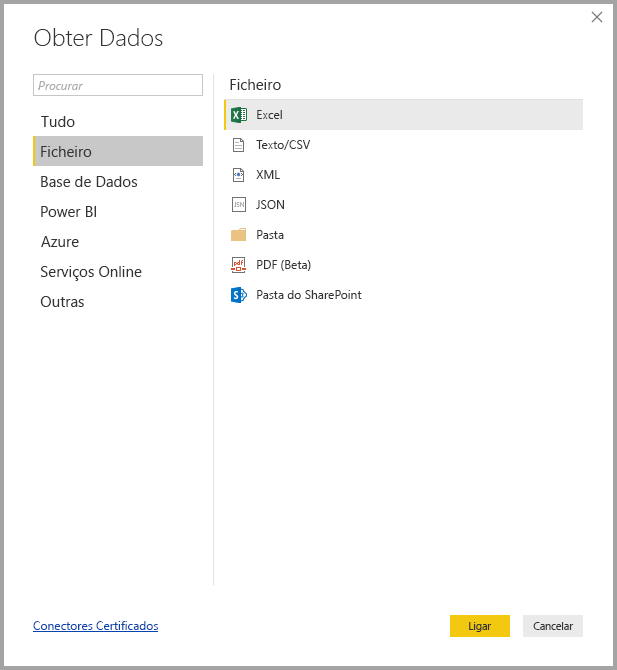 Obter Dados
Procurar
Tudo
Ficheiro
Base de Dados
Power BI
Azure
Serviços Online
Outras
Ficheiro
Excel
Texto/CSV
XML
JSON
Pasta
PDF (Beta)
Pasta do SharePoint
Conectores Certificados
Ligar
Cancelar